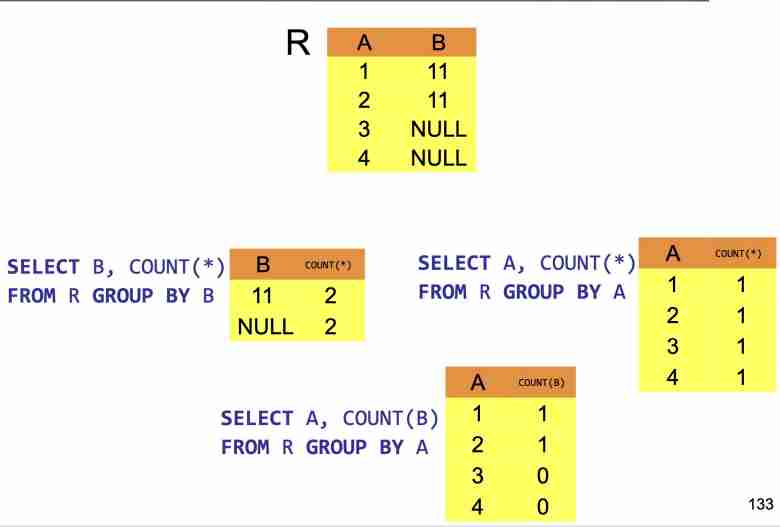 R
A B
1 11
2 11
3 NULL
4 NULL
SELECT B, COUNT(*)
FROM R GROUP BY B
B COUNT(*)
11 2
NULL 2
SELECT A, COUNT(*)
FROM R GROUP BY A
A COUNT(*)
1 1
2 1
3 1
4 1
SELECT A, COUNT(B)
FROM R GROUP BY A
A COUNT(B)
1 1
2 1
3 0
4 0
133